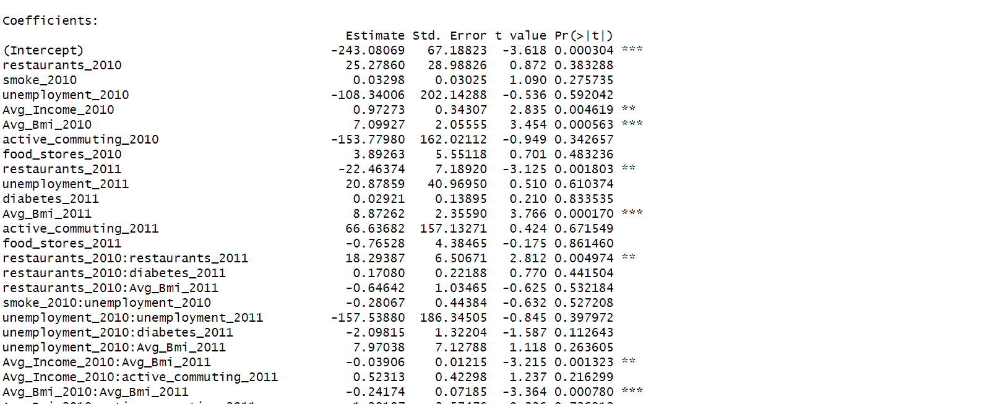 Coefficients:
Estimate Std. Error t value Pr(>|t|)
(Intercept) -243.08069 67.18823 -3.618 0.000304 ***
restaurants_2010 25.27860 28.98826 0.872 0.383288
smoke_2010 0.03298 0.03025 1.090 0.275735
unemployment_2010 -108.34006 202.14288 -0.536 0.592042
Avg_Income_2010 0.97273 0.34307 2.835 0.004619 **
Avg_Bmi_2010 7.09927 2.05555 3.454 0.000563 ***
active_commuting_2010 -153.77980 162.02112 -0.949 0.342657
food_stores_2010 3.89263 5.55118 0.701 0.483236
restaurants_2011 -22.46374 7.18920 -3.125 0.001803 **
unemployment_2011 20.87859 40.96950 0.510 0.610374
diabetes_2011 0.02921 0.13895 0.210 0.833535
Avg_Bmi_2011 8.87262 2.35590 3.766 0.000170 ***
active_commuting_2011 66.63682 157.13271 0.424 0.671549
food_stores_2011 -0.76528 4.38465 -0.175 0.861460
restaurants_2010:restaurants_2011 18.29387 6.50671 2.812 0.004974 **
restaurants_2010:diabetes_2011 0.17080 0.22188 0.770 0.441504
restaurants_2010:Avg_Bmi_2011 -0.64642 1.03465 -0.625 0.532184
smoke_2010:unemployment_2010 -0.28067 0.44384 -0.632 0.527208
unemployment_2010:unemployment_2011 -157.53880 186.34505 -0.845 0.397972
unemployment_2010:diabetes_2011 -2.09815 1.32204 -1.587 0.112643
unemployment_2010:Avg_Bmi_2011 7.97038 7.12788 1.118 0.263605
Avg_Income_2010:Avg_Bmi_2011 -0.03906 0.01215 -3.215 0.001323 **
Avg_Income_2010:active_commuting_2011 0.52313 0.42298 1.237 0.216299
Avg_Bmi_2010:Avg_Bmi_2011 -0.24174 0.07185 -3.364 0.000780 ***